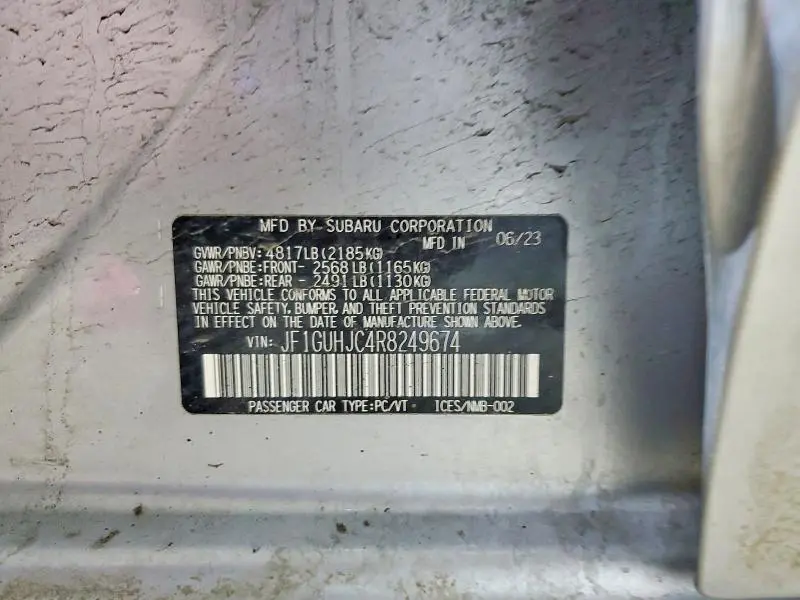 MFD BY SUBARU CORPORATION
MFD IN 06/23
GVWR/PNBV: 4817LB(2185KG)
GAWR/PNBE:FRONT- 2568LB(1165KG)
GAWR/PNBE:REAR - 2491LB(1130KG)
THIS VEHICLE CONFORMS TO ALL APPLICABLE FEDERAL MOTOR
VEHICLE SAFETY, BUMPER, AND THEFT PREVENTION STANDARDS
IN EFFECT ON THE DATE OF MANUFACTURE SHOWN ABOVE.
VIN: JF1GUHJC4R8249674
PASSENGER CAR TYPE:PC/VT ICES/NMB-002